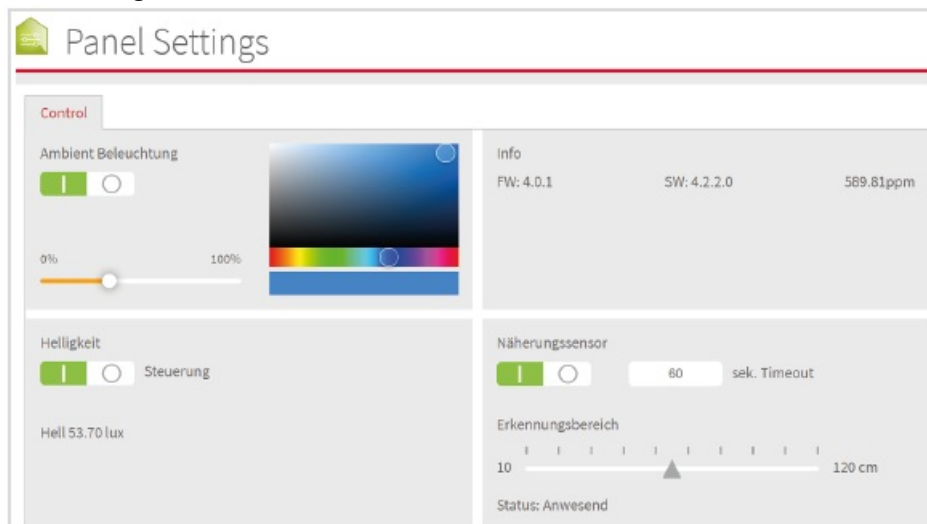 Panel Settings
Control
Ambient Beleuchtung
0% 100%
Info
FW: 4.0.1 SW: 4.2.2.0 589.81ppm
Helligkeit
Steuerung
Hell 53.70 lux
Näherungssensor
60 sek. Timeout
Erkennungsbereich
10 120 cm
Status: Anwesend